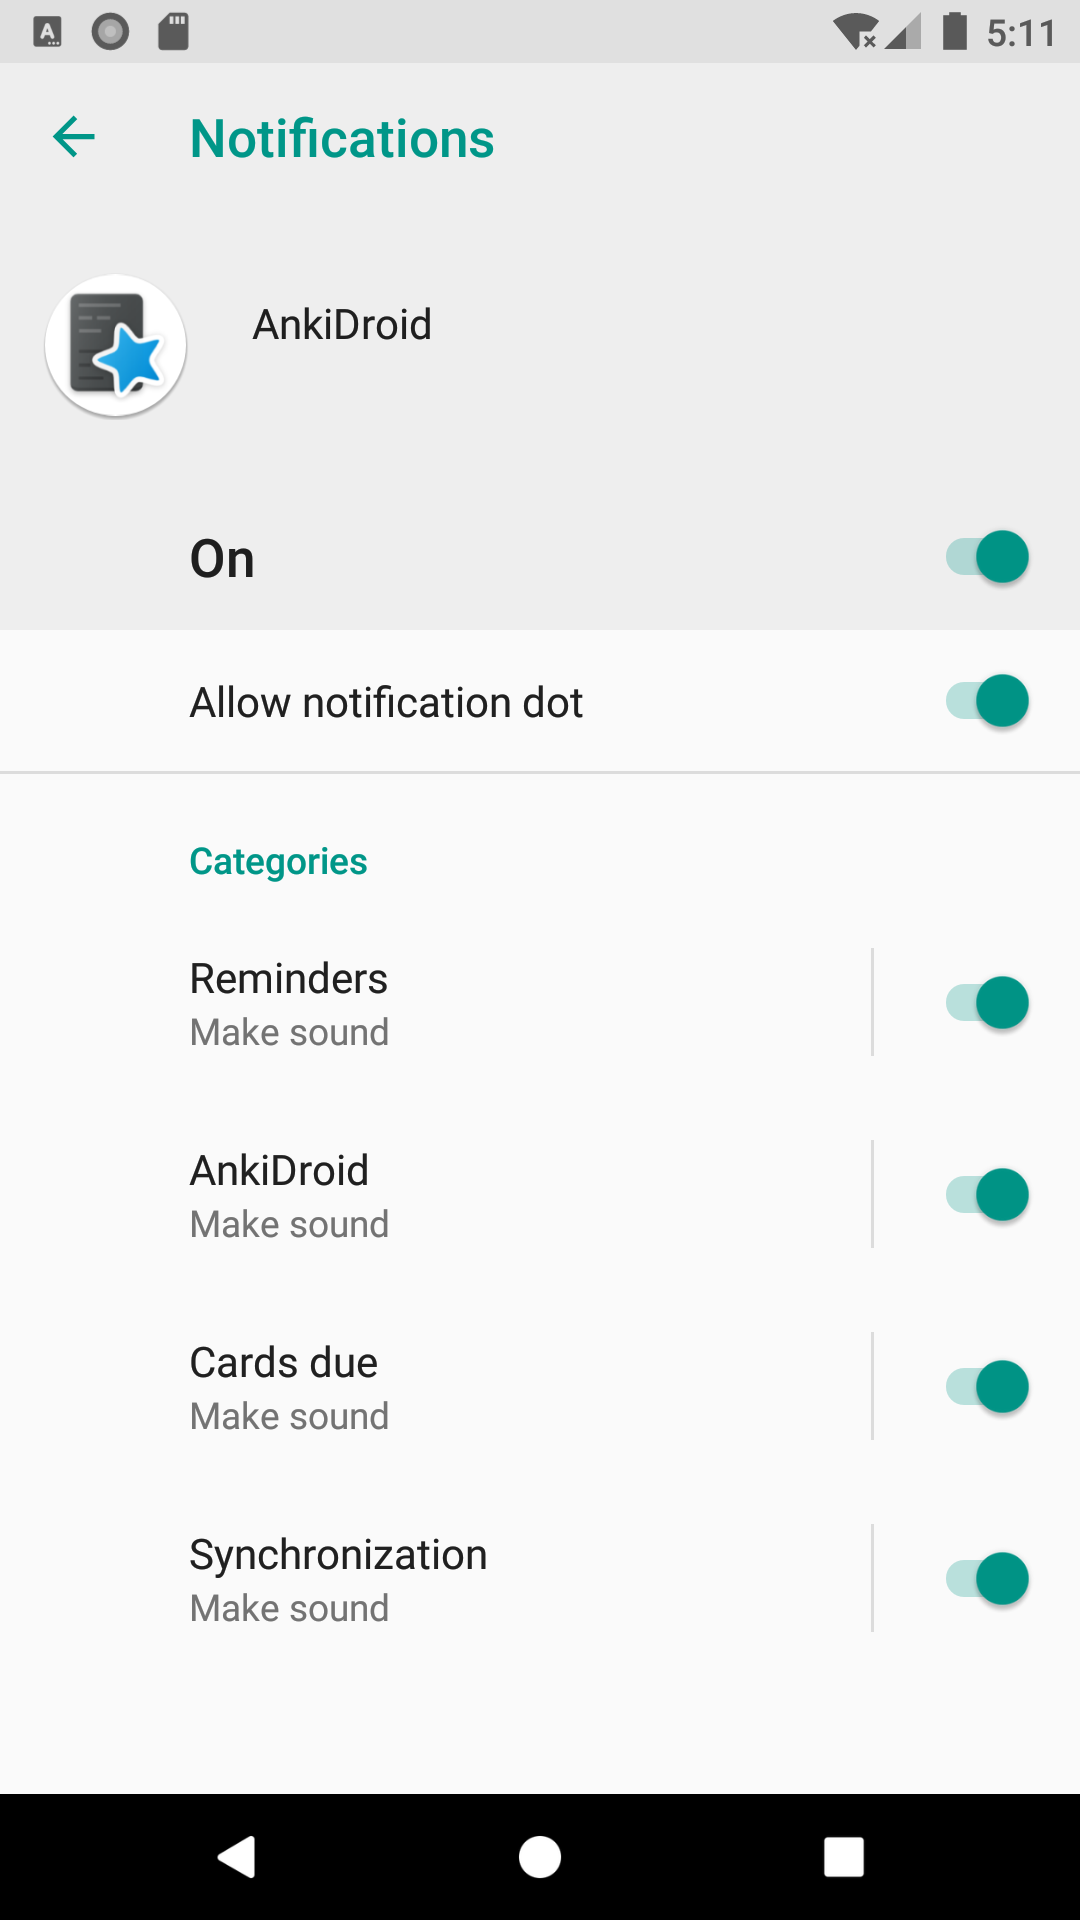 5:11
Notifications
AnkiDroid
On
Allow notification dot
Categories
Reminders
Make sound
AnkiDroid
Make sound
Cards due
Make sound
Synchronization
Make sound